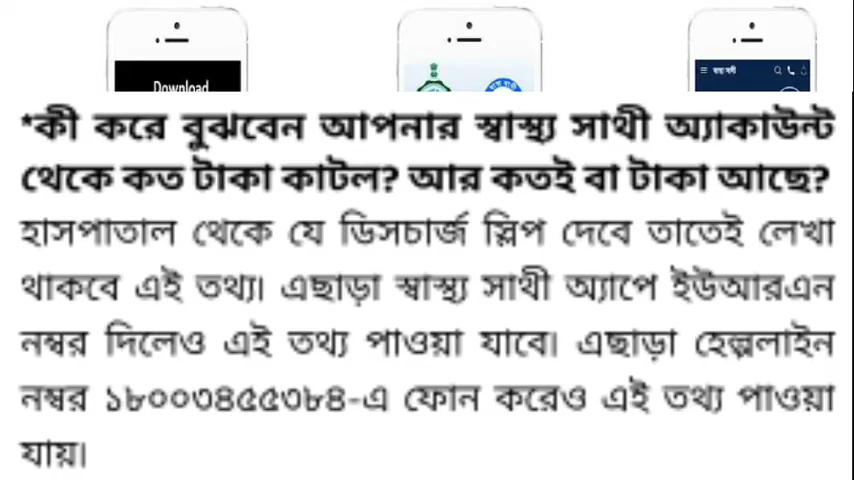 Download
স্বাস্থ্য সাথী
*কী করে বুঝবেন আপনার স্বাস্থ্য সাথী অ্যাকাউন্ট
থেকে কত টাকা কাটল? আর কতই বা টাকা আছে?
হাসপাতাল থেকে যে ডিসচার্জ স্লিপ দেবে তাতেই লেখা
থাকবে এই তথ্য। এছাড়া স্বাস্থ্য সাথী অ্যাপে ইউআরএন
নম্বর দিলেও এই তথ্য পাওয়া যাবে। এছাড়া হেল্পলাইন
নম্বর ১৮০০৩৪৫৫৩৮৪-এ ফোন করেও এই তথ্য পাওয়া
যায়।